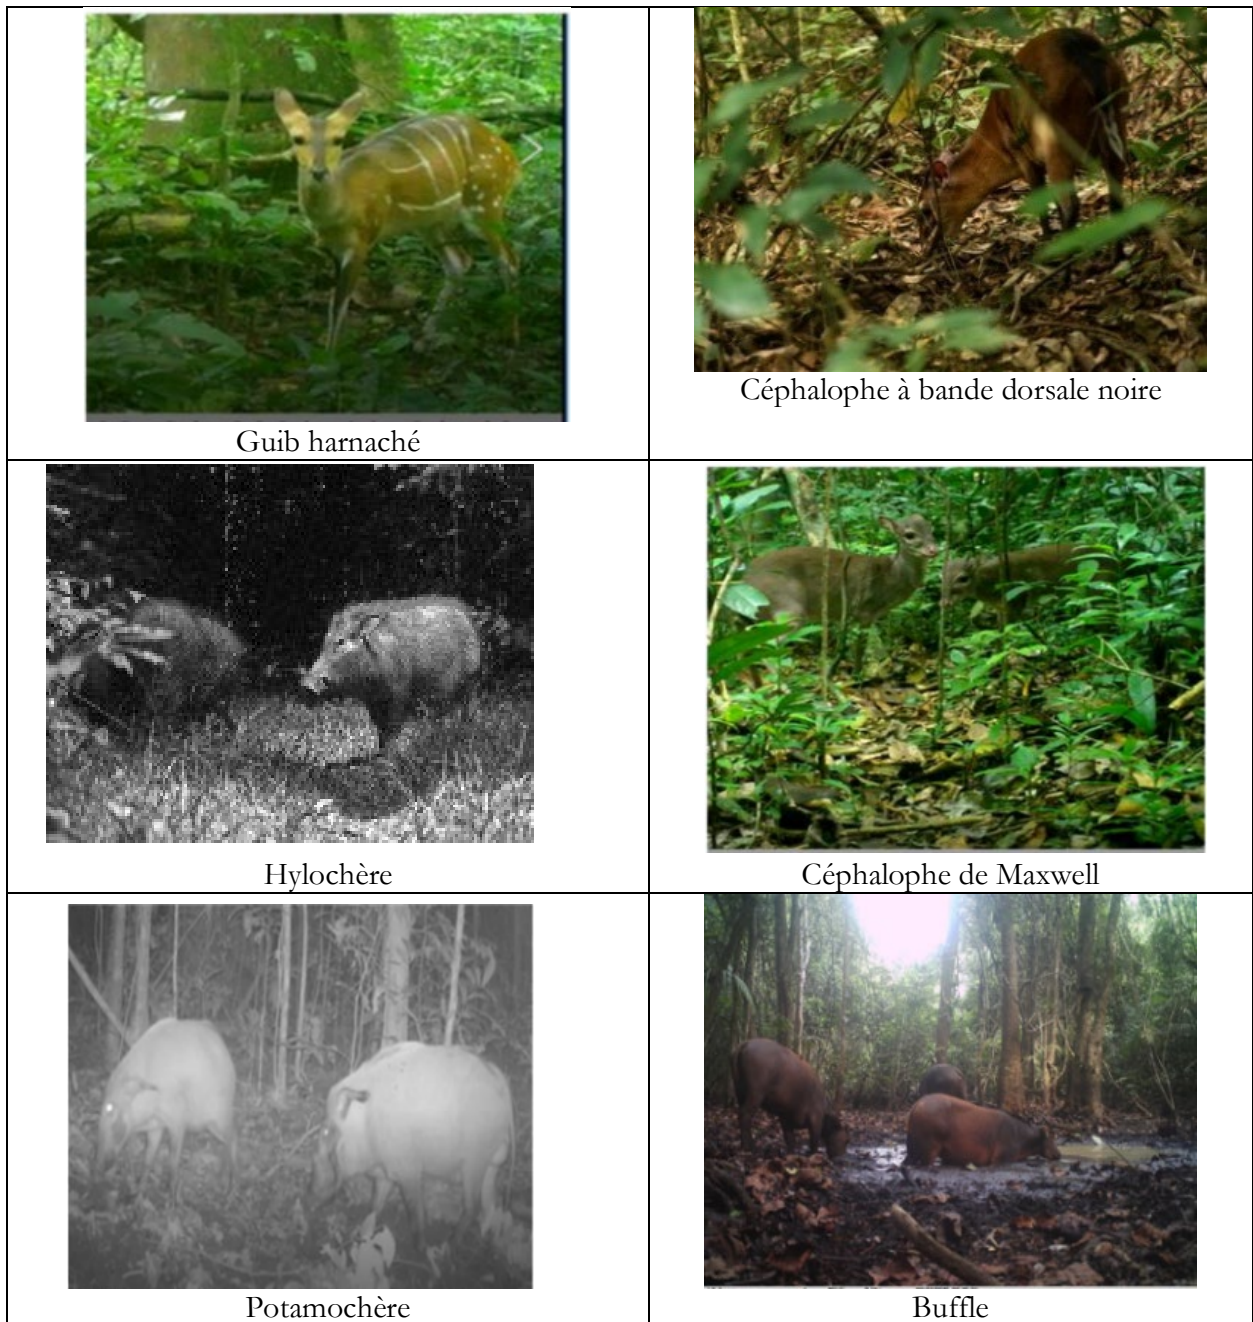 Guib harnaché
Céphalophe à bande dorsale noire
Hylochère
Céphalophe de Maxwell
Potamochère
Buffle